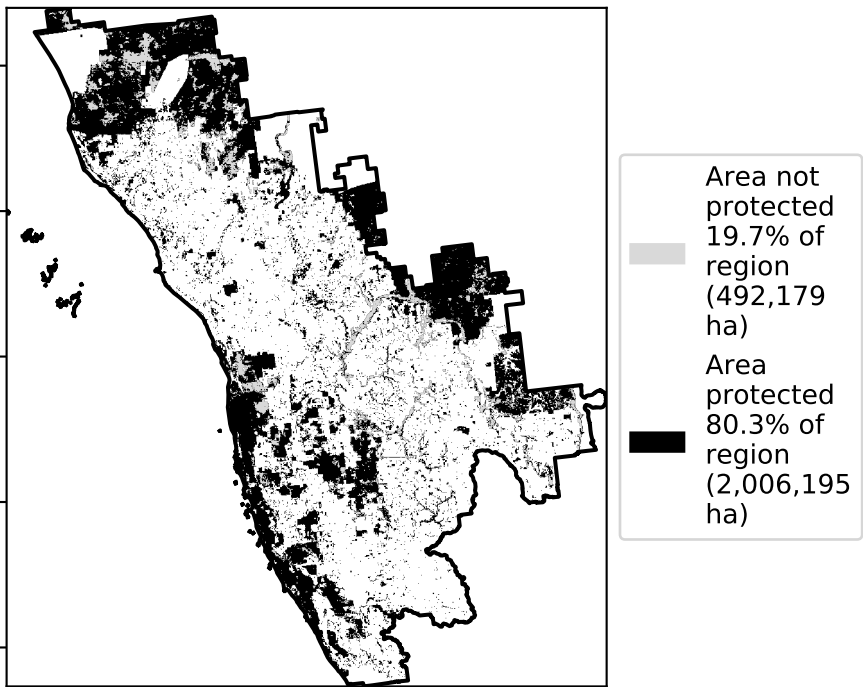 Area not
protected
19.7% of
region
(492,179
ha)
Area
protected
80.3% of
region
(2,006,195
ha)